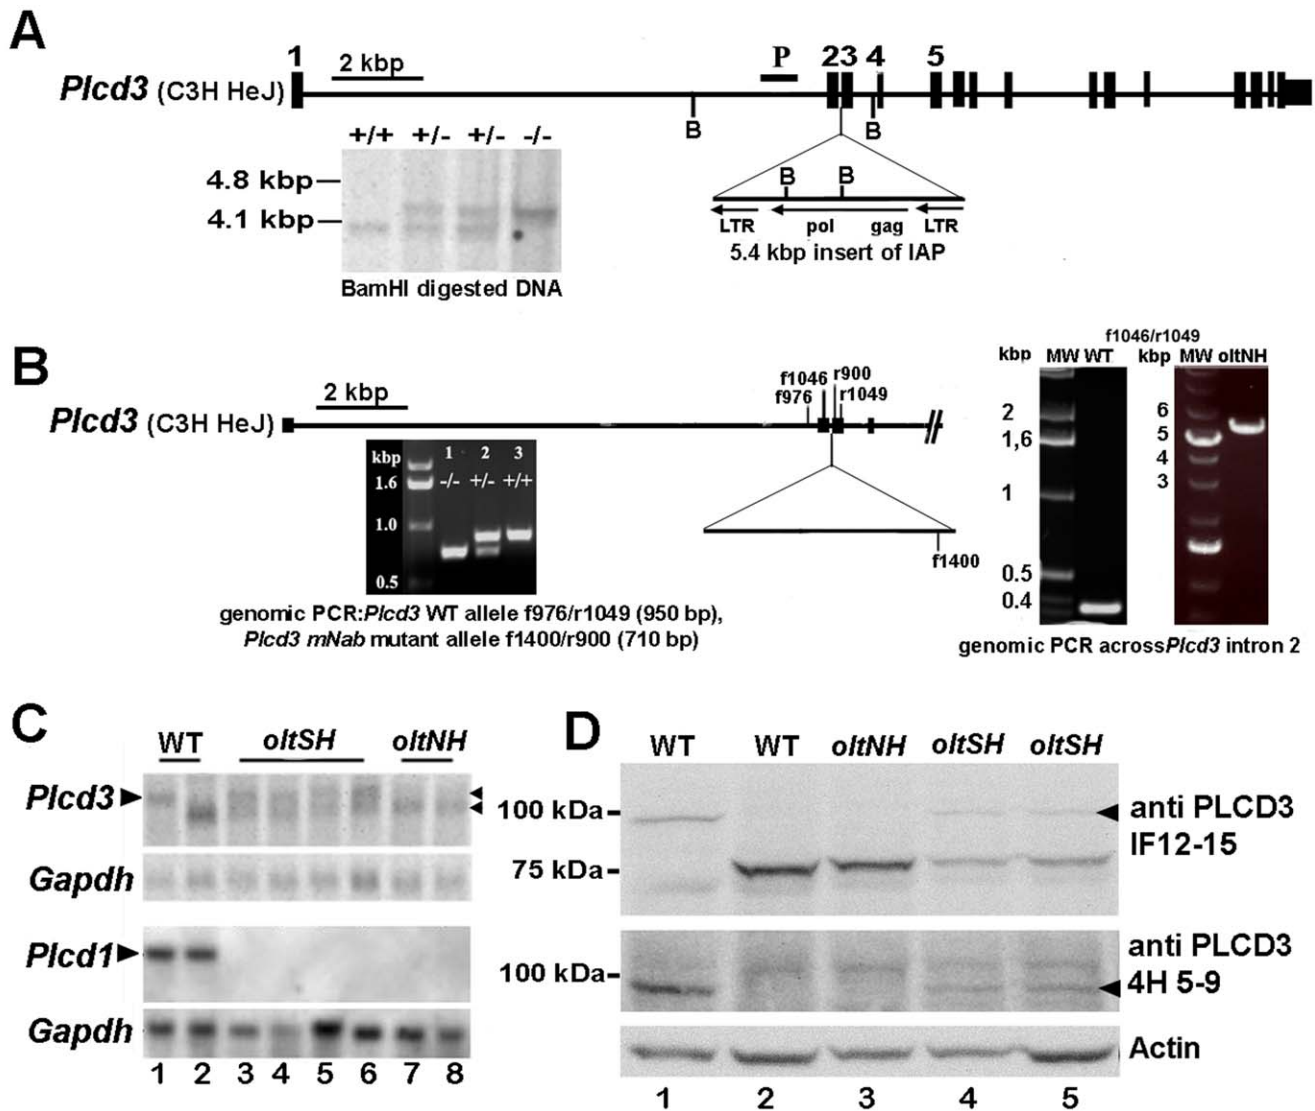 A
1 2 kbp P 2 3 4 5
Plcd3 (C3H HeJ)
B B
+/+ +/- +/- -/-
4.8 kbp
4.1 kbp
B B
LTR pol gag LTR
5.4 kbp insert of IAP
BamHI digested DNA
B
2 kbp
Plcd3 (C3H HeJ)
f1046 r900
f976 r1049
f1400
kbp 1 2 3
1.6 -/- +/- +/+
1.0
0.5
genomic PCR:Plcd3 WT allele f976/r1049 (950 bp),
Plcd3 mNab mutant allele f1400/r900 (710 bp)
f1046/r1049
kbp MW WT kbp MW oltNH
2
1,6
1
0.5
0.4
6
5
4
3
genomic PCR across Plcd3 intron 2
C
WT oltSH oltNH
Plcd3
Gapdh
Plcd1
Gapdh
1 2 3 4 5 6 7 8
D
WT WT oltNH oltSH oltSH
100 kDa
75 kDa
anti PLCD3
IF12-15
100 kDa
anti PLCD3
4H 5-9
Actin
1 2 3 4 5